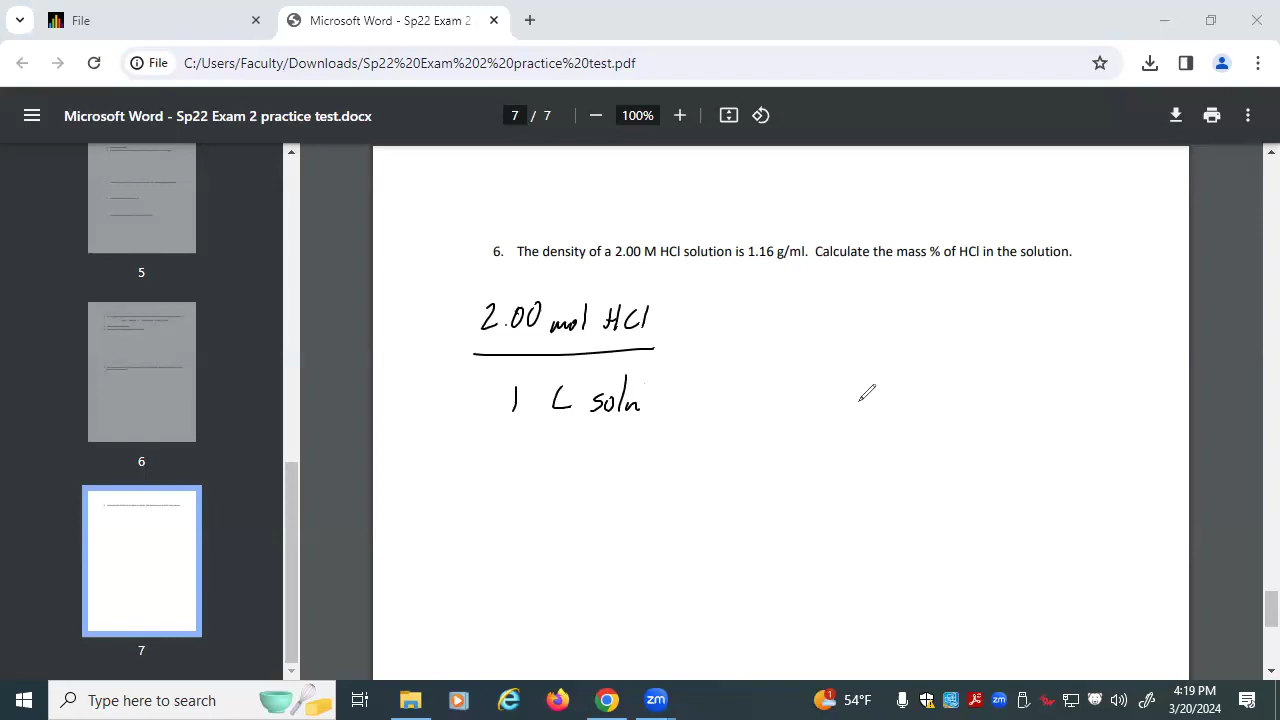 File
Microsoft Word - Sp22 Exam 2
File C:/Users/Faculty/Downloads/Sp22%20Exam%202%20practice%20test.pdf
Microsoft Word - Sp22 Exam 2 practice test.docx
7 / 7
100%
5
6
7
6. The density of a 2.00 M HCl solution is 1.16 g/ml. Calculate the mass % of HCl in the solution.
2.00 mol HCl
1 L soln
Type here to search
zm
1
54°F
zm
4:19 PM
3/20/2024